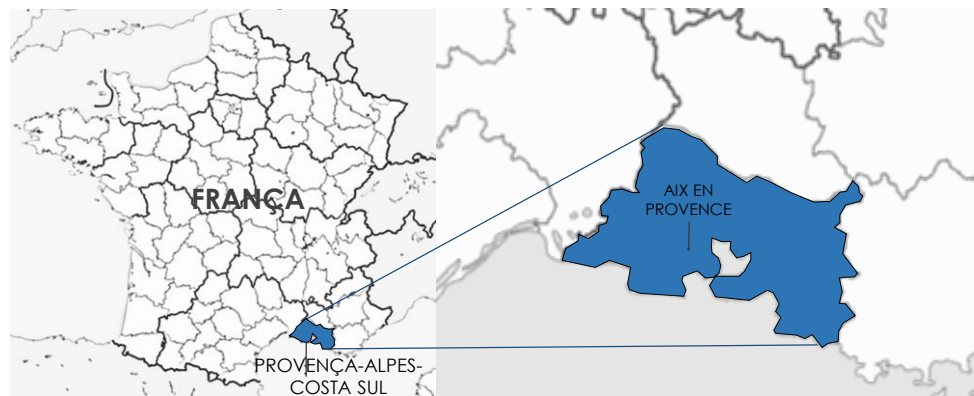 FRANÇA
PROVENÇA-ALPES-
COSTA SUL
AIX EN
PROVENCE